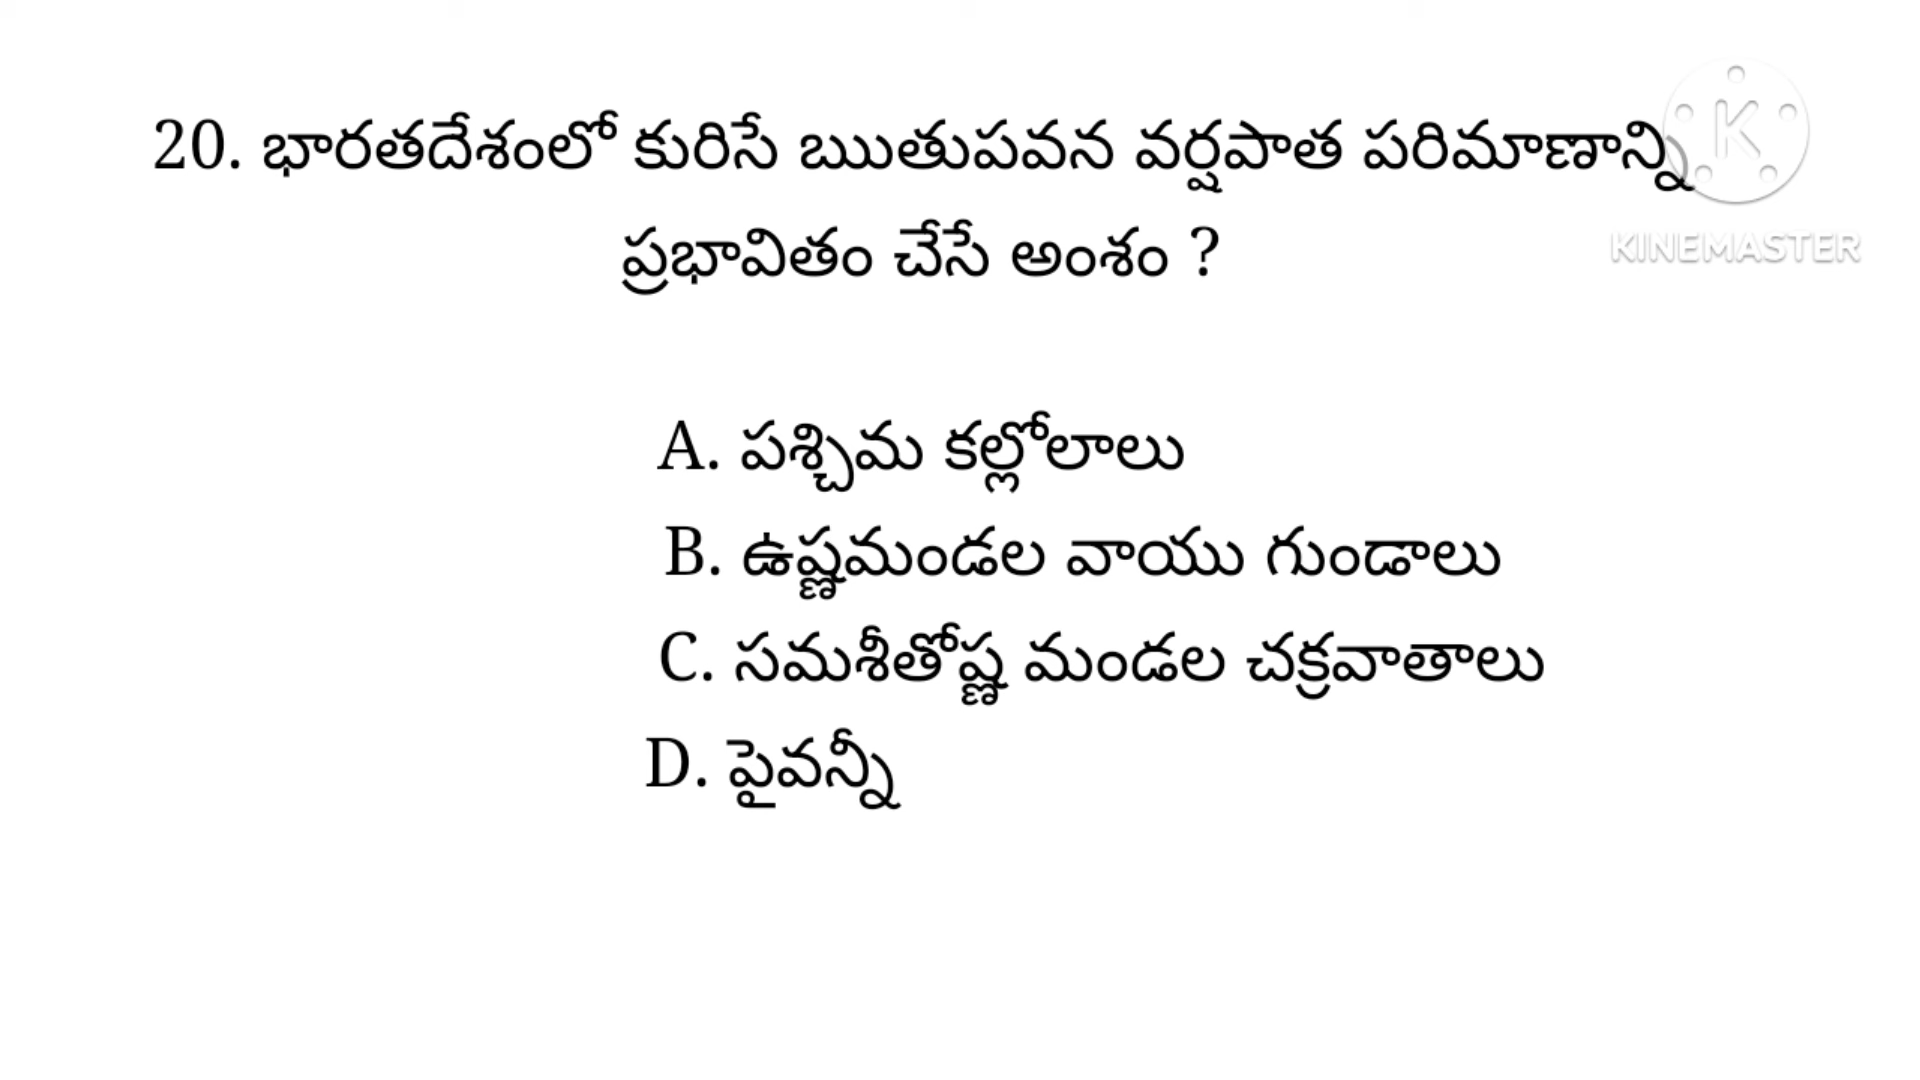 20. భారతదేశంలో కురిసే ఋతుపవన వర్షపాత పరిమాణాన్ని
ప్రభావితం చేసే అంశం ?
A. పశ్చిమ కల్లోలాలు
B. ఉష్ణమండల వాయు గుండాలు
C. సమశీతోష్ణ మండల చక్రవాతాలు
D. పైవన్నీ
K
KINEMASTER